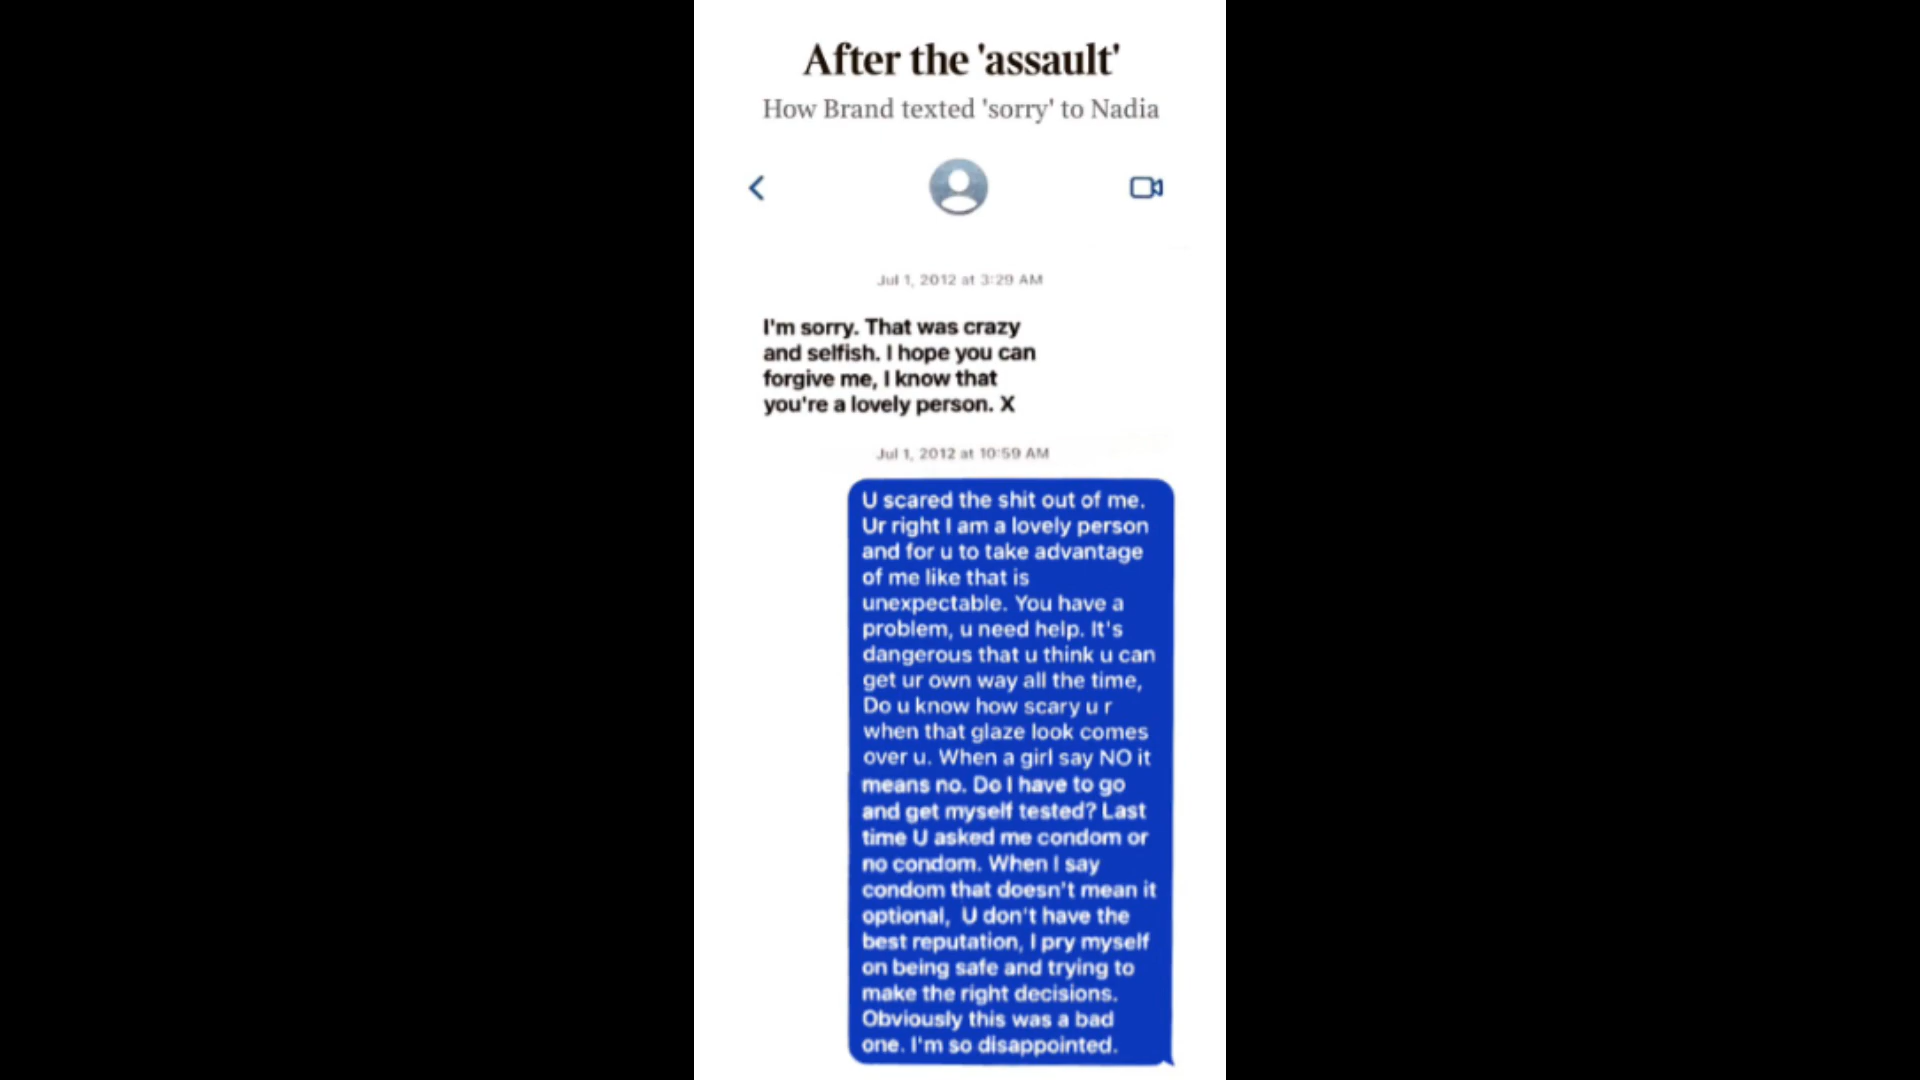 After the 'assault'
How Brand texted 'sorry' to Nadia
Jul 1, 2012 at 3:29 AM
I'm sorry. That was crazy
and selfish. I hope you can
forgive me, I know that
you're a lovely person. X
Jul 1, 2012 at 10:59 AM
U scared the shit out of me.
Ur right I am a lovely person
and for u to take advantage
of me like that is
unexpectable. You have a
problem, u need help. It's
dangerous that u think u can
get ur own way all the time,
Do u know how scary u r
when that glaze look comes
over u. When a girl say NO it
means no. Do I have to go
and get myself tested? Last
time U asked me condom or
no condom. When I say
condom that doesn't mean it
optional,  U don't have the
best reputation, I pry myself
on being safe and trying to
make the right decisions.
Obviously this was a bad
one. I'm so disappointed.